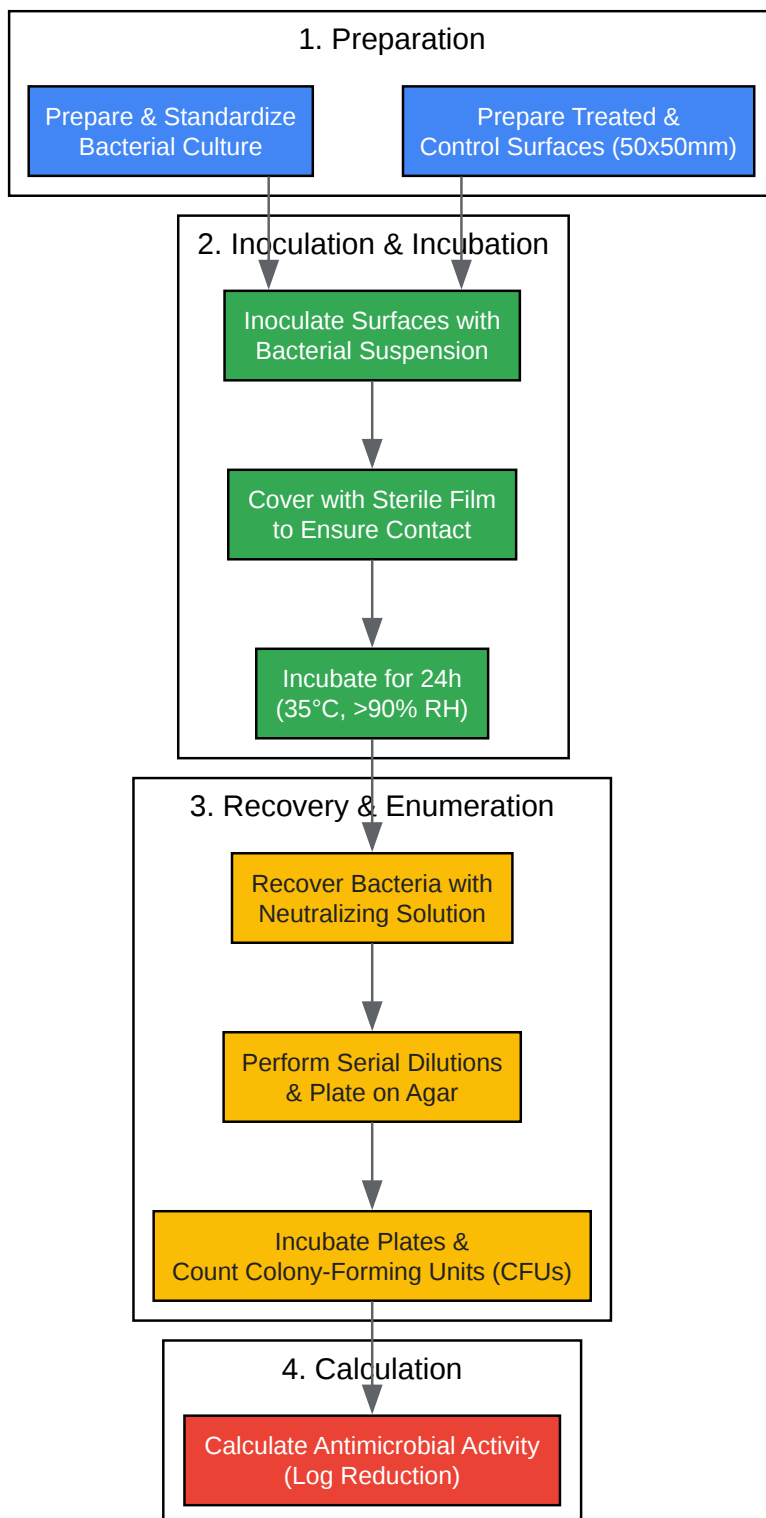 1. Preparation
Prepare & Standardize
Bacterial Culture
Prepare Treated &
Control Surfaces (50x50mm)
2. Inoculation & Incubation
Inoculate Surfaces with
Bacterial Suspension
Cover with Sterile Film
to Ensure Contact
Incubate for 24h
(35°C, >90% RH)
3. Recovery & Enumeration
Recover Bacteria with
Neutralizing Solution
Perform Serial Dilutions
& Plate on Agar
Incubate Plates &
Count Colony-Forming Units (CFUs)
4. Calculation
Calculate Antimicrobial Activity
(Log Reduction)